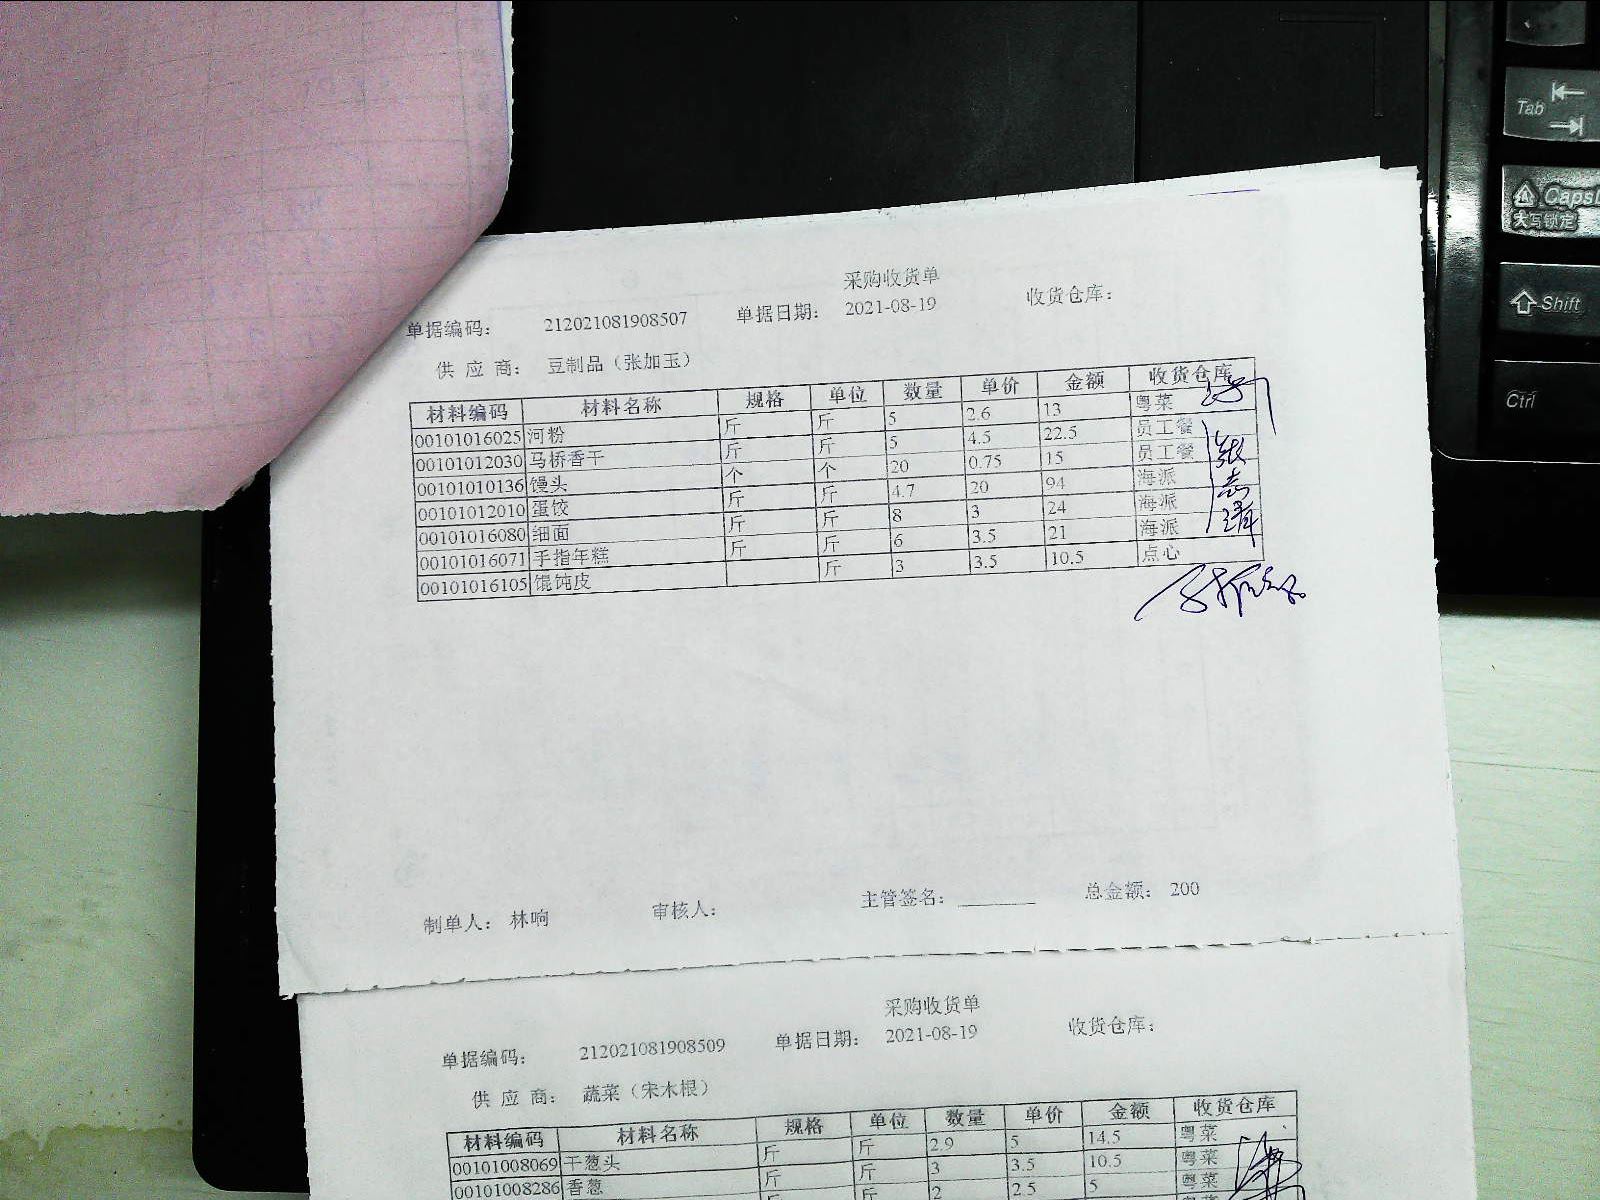 采购收货单
单据编码： 212021081908507 单据日期： 2021-08-19 收货仓库：
供 应 商： 豆制品（张加玉）
材料编码 材料名称 规格 单位 数量 单价 金额 收货仓库
00101016025 河粉 斤 斤 5 2.6 13 粤菜
00101012030 马桥香干 斤 斤 5 4.5 22.5 员工餐
00101010136 馒头 个 个 20 0.75 15 员工餐
00101012010 蛋饺 斤 斤 4.7 20 94 海派
00101016080 细面 斤 斤 8 3 24 海派
00101016071 手指年糕 斤 斤 6 3.5 21 海派
00101016105 馄饨皮 斤 3 3.5 10.5 点心
制单人： 林响 审核人： 主管签名： 总金额： 200
采购收货单
单据编码： 212021081908509 单据日期： 2021-08-19 收货仓库：
供 应 商： 蔬菜（宋木根）
材料编码 材料名称 规格 单位 数量 单价 金额 收货仓库
00101008069 干葱头 斤 斤 2.9 5 14.5 粤菜
00101008286 香葱 斤 斤 3 3.5 10.5 粤菜
斤 2 2.5 5 粤菜
Tab
Caps
大写锁定
Shift
Ctrl